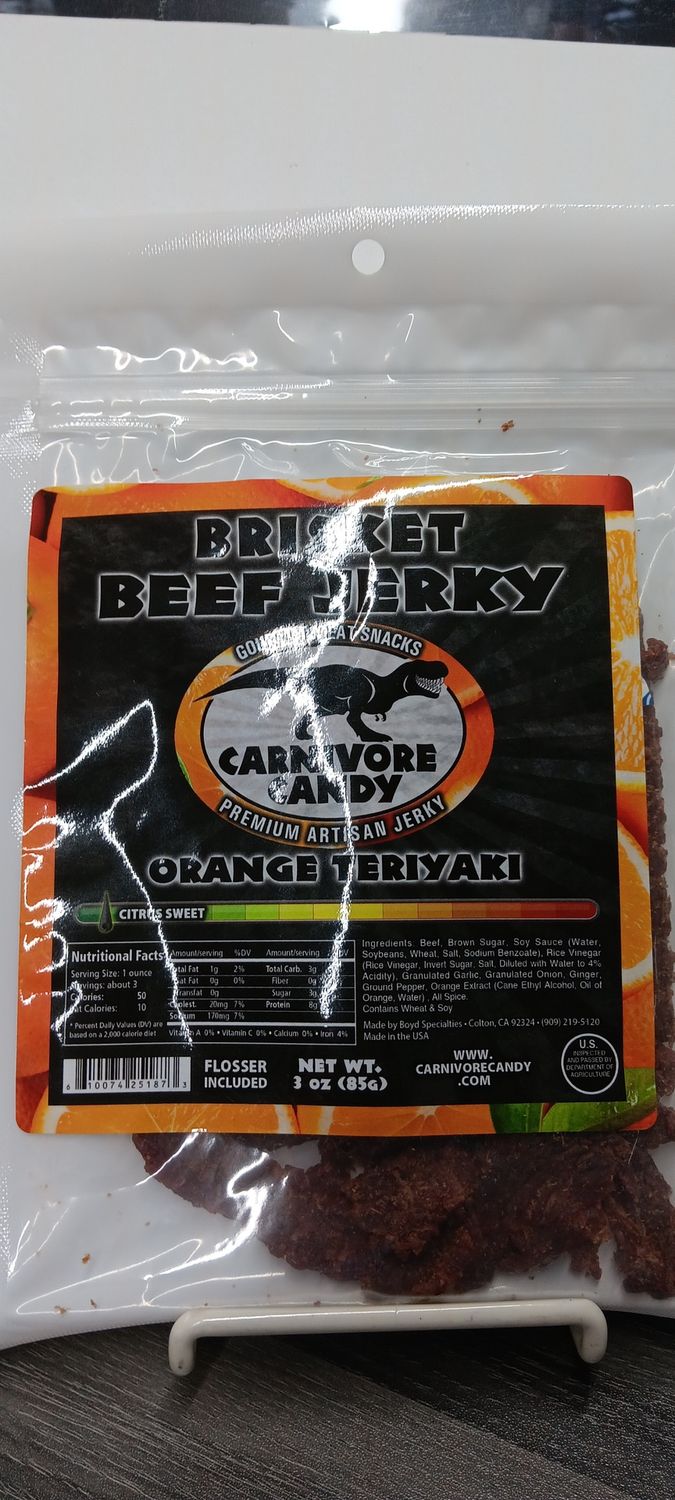 BRISKET
BEEF JERKY
GOURMET MEAT SNACKS
CARNIVORE
CANDY
PREMIUM ARTISAN JERKY
ORANGE TERIYAKI
CITRUS SWEET
Nutritional Facts
Serving Size: 1 ounce
Servings: about 3
Calories: 50
Fat Calories: 10
* Percent Daily Values (DV) are
based on a 2,000 calorie diet
Amount/serving %DV Amount/serving %DV
Total Fat 1g 2% Total Carb. 3g
Sat Fat 0g 0% Fiber 0g
Transfat 0g Sugar 3g
Cholest. 20mg 7% Protein 8g
Sodium 170mg 7%
Vitamin A 0% • Vitamin C 0% • Calcium 0% • Iron 4%
Ingredients: Beef, Brown Sugar, Soy Sauce (Water,
Soybeans, Wheat, Salt, Sodium Benzoate), Rice Vinegar
(Rice Vinegar, Invert Sugar, Salt, Diluted with Water to 4%
Acidity), Granulated Garlic, Granulated Onion, Ginger,
Ground Pepper, Orange Extract (Cane Ethyl Alcohol, Oil of
Orange, Water) , All Spice.
Contains Wheat & Soy
Made by Boyd Specialties • Colton, CA 92324 • (909) 219-5120
Made in the USA
6 10074 25187 3
FLOSSER
INCLUDED
NET WT.
3 OZ (85G)
WWW.
CARNIVORECANDY
.COM
U.S.
INSPECTED
AND PASSED BY
DEPARTMENT OF
AGRICULTURE